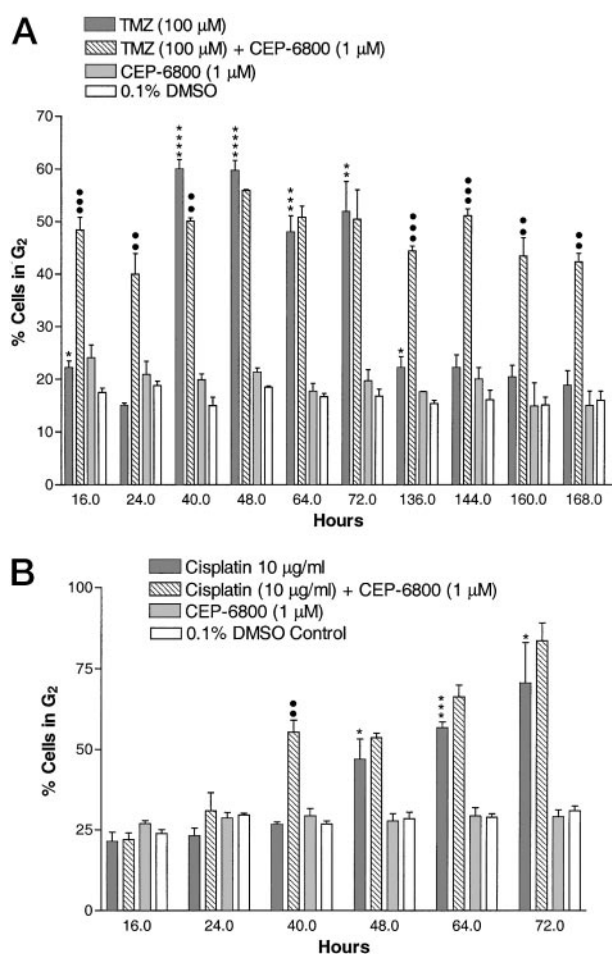 A
TMZ (100 µM)
TMZ (100 µM) + CEP-6800 (1 µM)
CEP-6800 (1 µM)
0.1% DMSO
% Cells in G2
70
60
50
40
30
20
10
0
*
•••
••
****
••
****
***
**
*
•••
•••
••
••
16.0 24.0 40.0 48.0 64.0 72.0 136.0 144.0 160.0 168.0
Hours
B
Cisplatin 10 µg/ml
Cisplatin (10 µg/ml) + CEP-6800 (1 µM)
CEP-6800 (1 µM)
0.1% DMSO Control
% Cells in G2
100
75
50
25
0
••
*
***
*
16.0 24.0 40.0 48.0 64.0 72.0
Hours